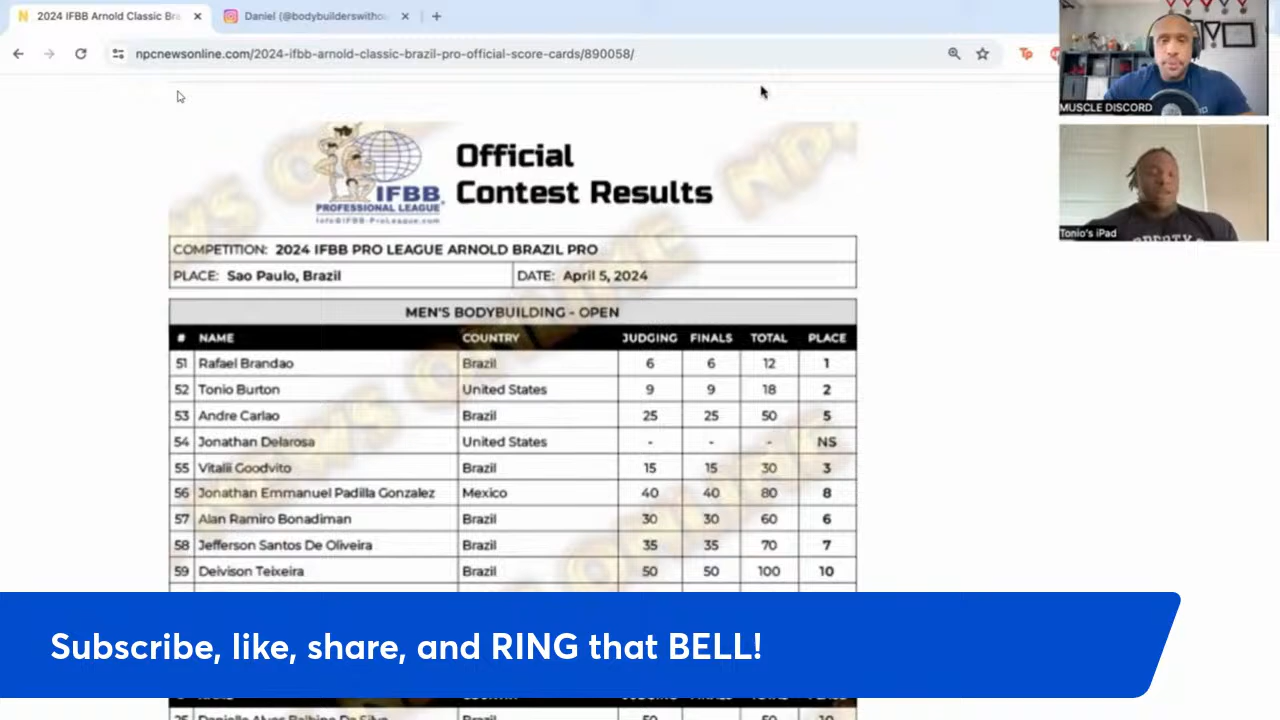 2024 IFBB Arnold Classic Bra
Daniel (@bodybuilderswitho
npcnewsonline.com/2024-ifbb-arnold-classic-brazil-pro-official-score-cards/890058/
MUSCLE DISCORD
Tonio's iPad
IFBB
PROFESSIONAL LEAGUE
Info@IFBB-ProLeague.com
Official
Contest Results
COMPETITION: 2024 IFBB PRO LEAGUE ARNOLD BRAZIL PRO
PLACE: Sao Paulo, Brazil DATE: April 5, 2024
MEN'S BODYBUILDING - OPEN
# NAME COUNTRY JUDGING FINALS TOTAL PLACE
51 Rafael Brandao Brazil 6 6 12 1
52 Tonio Burton United States 9 9 18 2
53 Andre Carlao Brazil 25 25 50 5
54 Jonathan Delarosa United States - - - NS
55 Vitalii Goodvito Brazil 15 15 30 3
56 Jonathan Emmanuel Padilla Gonzalez Mexico 40 40 80 8
57 Alan Ramiro Bonadiman Brazil 30 30 60 6
58 Jefferson Santos De Oliveira Brazil 35 35 70 7
59 Deivison Teixeira Brazil 50 50 100 10
Subscribe, like, share, and RING that BELL!